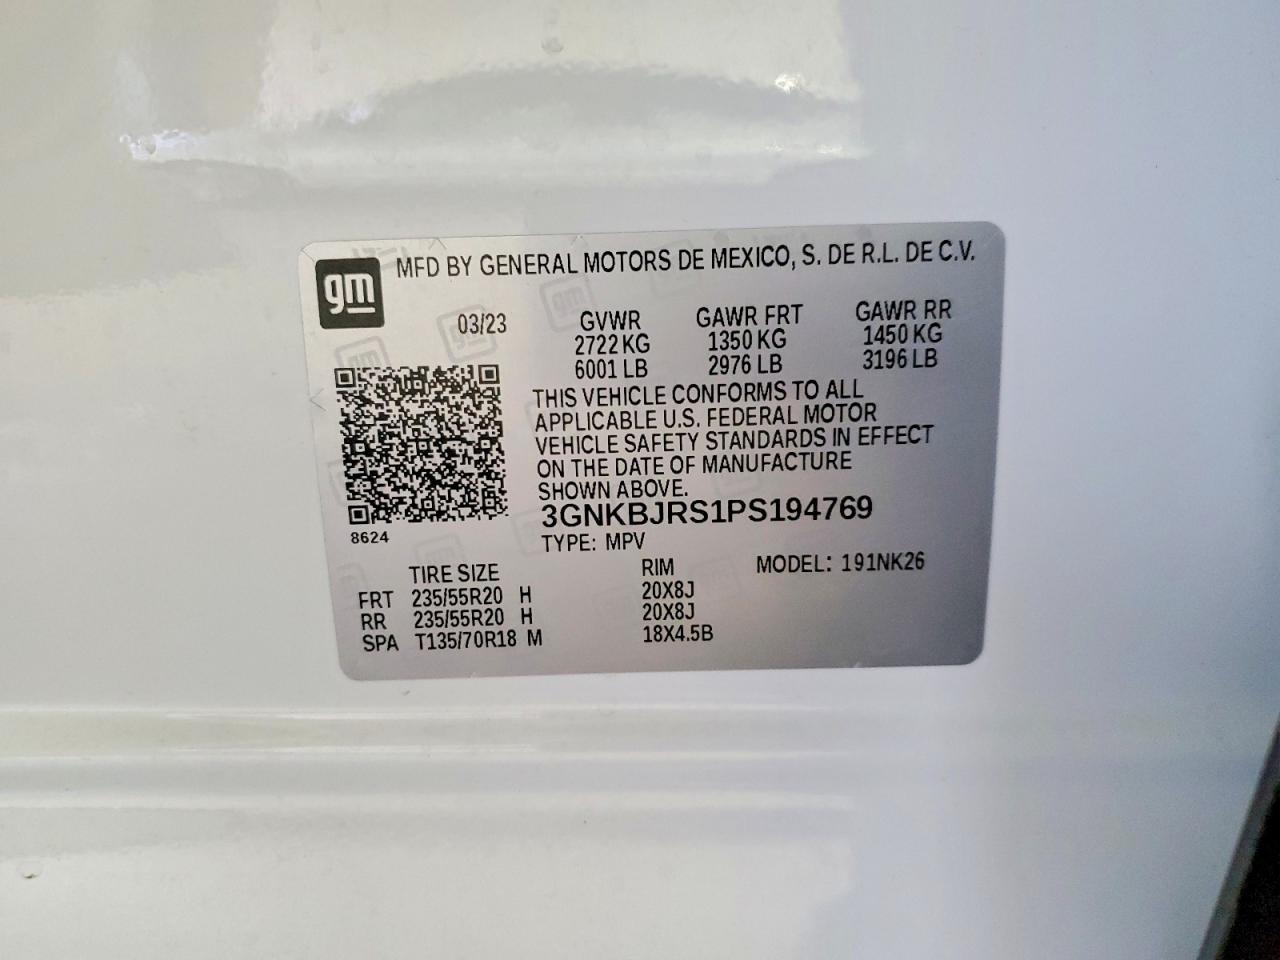 gm
MFD BY GENERAL MOTORS DE MEXICO, S. DE R.L. DE C.V.
03/23 GVWR GAWR FRT GAWR RR
2722 KG 1350 KG 1450 KG
6001 LB 2976 LB 3196 LB
THIS VEHICLE CONFORMS TO ALL
APPLICABLE U.S. FEDERAL MOTOR
VEHICLE SAFETY STANDARDS IN EFFECT
ON THE DATE OF MANUFACTURE
SHOWN ABOVE.
3GNKBJRS1PS194769
8624
TYPE: MPV
TIRE SIZE RIM MODEL: 191NK26
FRT 235/55R20 H 20X8J
RR 235/55R20 H 20X8J
SPA T135/70R18 M 18X4.5B